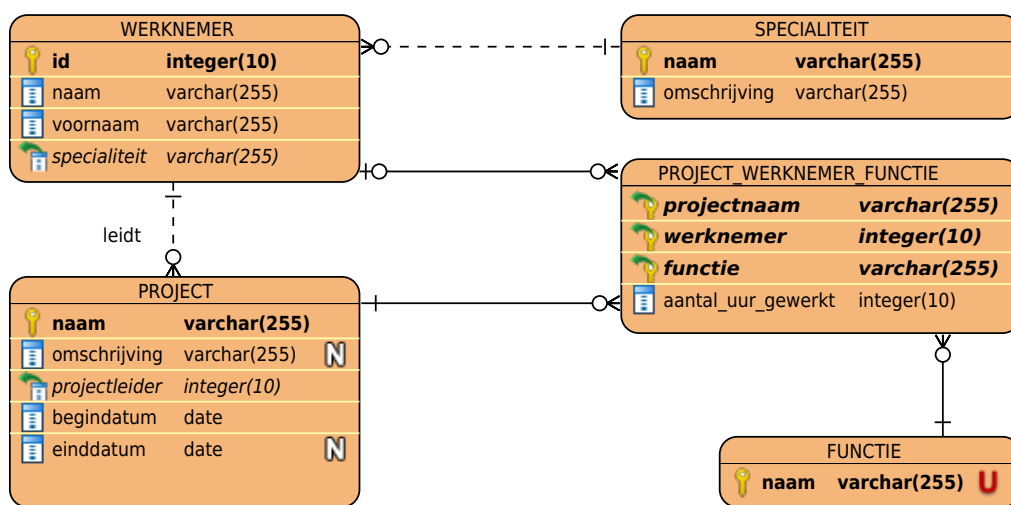 WERKNEMER
id integer(10)
naam varchar(255)
voornaam varchar(255)
specialiteit varchar(255)
SPECIALITEIT
naam varchar(255)
omschrijving varchar(255)
PROJECT_WERKNEMER_FUNCTIE
projectnaam varchar(255)
werknemer integer(10)
functie varchar(255)
aantal_uur_gewerkt integer(10)
leidt
PROJECT
naam varchar(255)
omschrijving varchar(255) N
projectleider integer(10)
begindatum date
einddatum date N
FUNCTIE
naam varchar(255) U